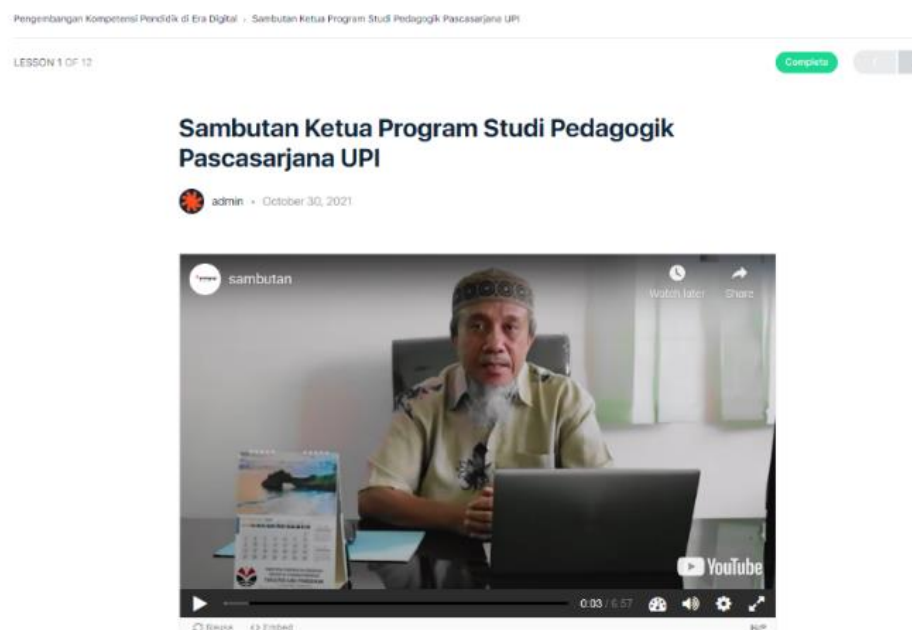 Pengembangan Kompetensi Pendidik di Era Digital › Sambutan Ketua Program Studi Pedagogik Pascasarjana UPI
LESSON 1 OF 12
Complete
Sambutan Ketua Program Studi Pedagogik
Pascasarjana UPI
admin • October 30, 2021
sambutan
Watch later
Share
YouTube
0:03 / 6:57
Reuse <> Embed